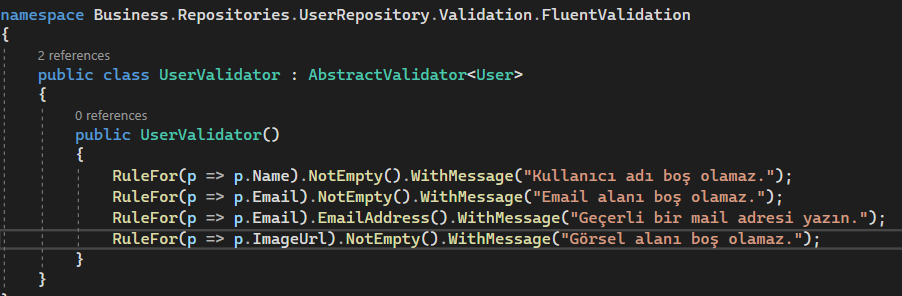 namespace Business.Repositories.UserRepository.Validation.FluentValidation
{
2 references
public class UserValidator : AbstractValidator<User>
{
0 references
public UserValidator()
{
RuleFor(p => p.Name).NotEmpty().WithMessage("Kullanıcı adı boş olamaz.");
RuleFor(p => p.Email).NotEmpty().WithMessage("Email alanı boş olamaz.");
RuleFor(p => p.Email).EmailAddress().WithMessage("Geçerli bir mail adresi yazın.");
RuleFor(p => p.ImageUrl).NotEmpty().WithMessage("Görsel alanı boş olamaz.");
}
}
}